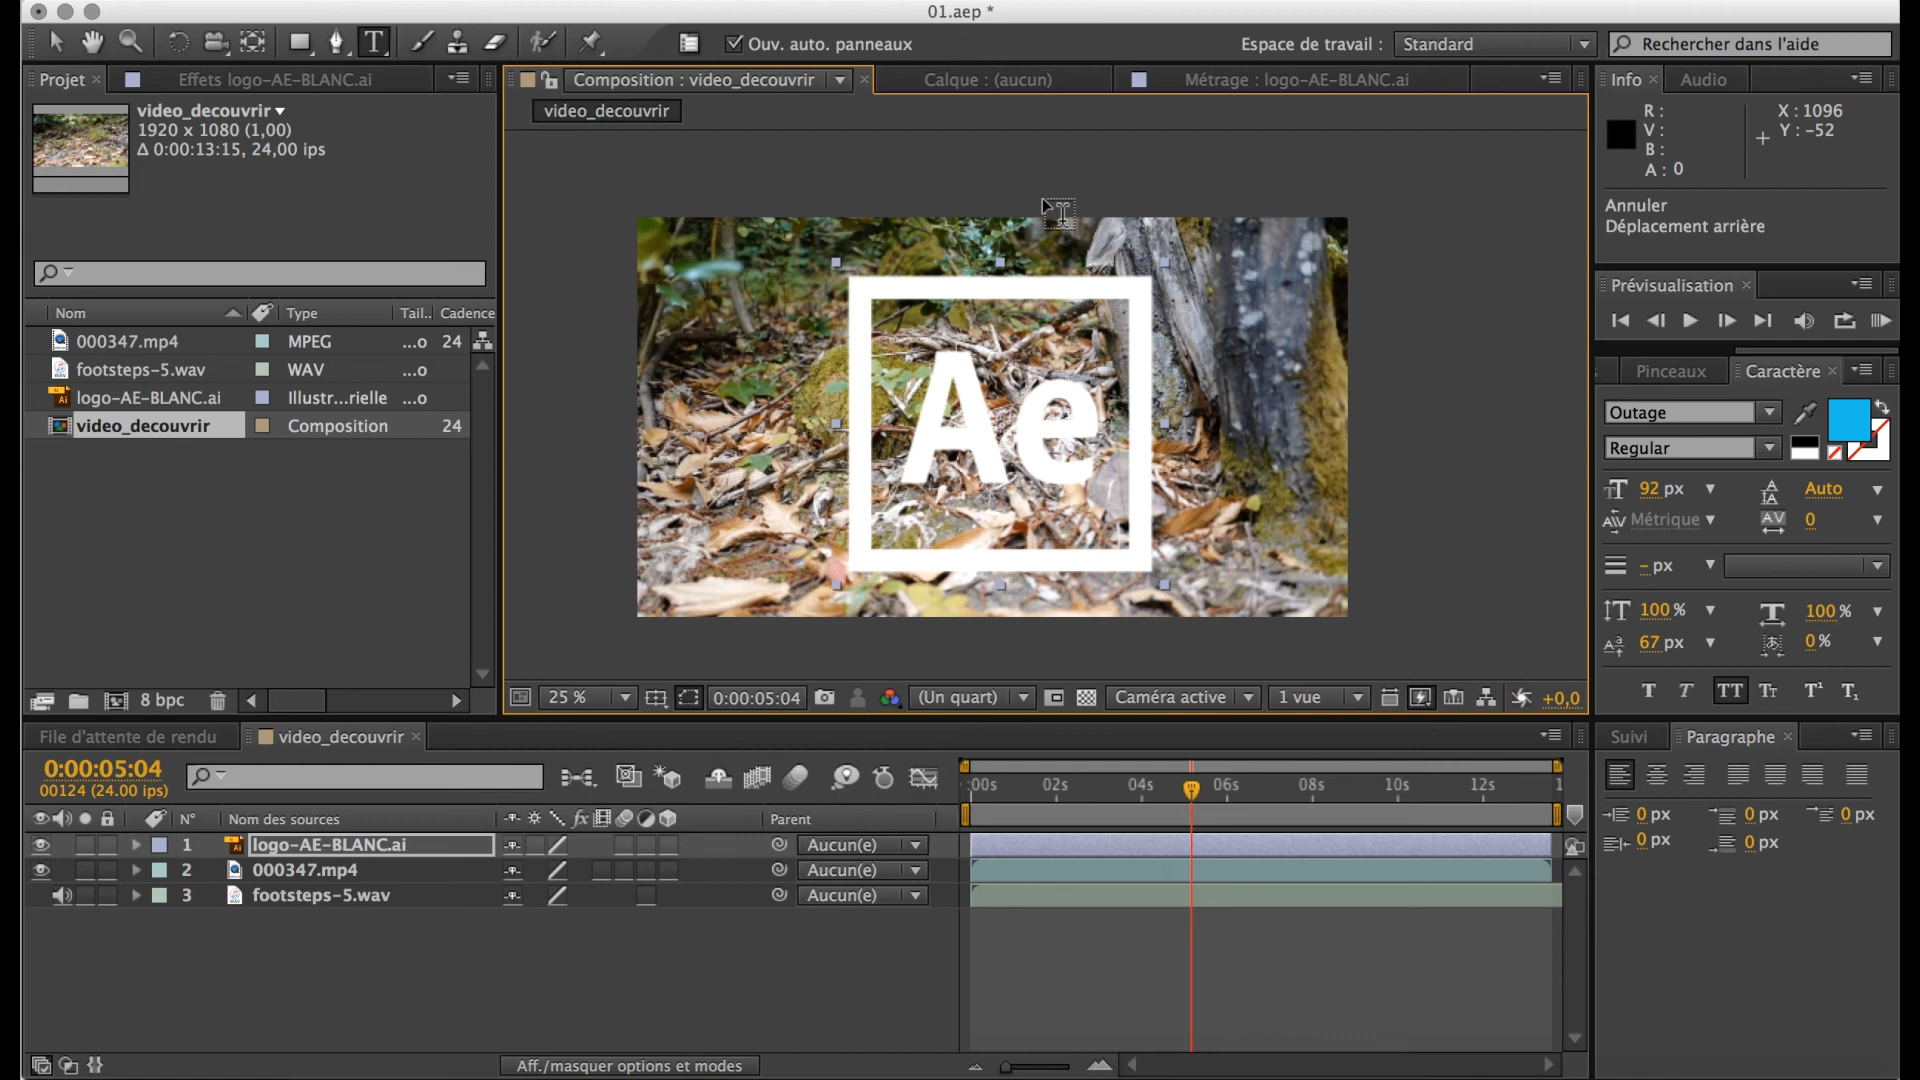 01.aep *
Ouv. auto. panneaux
Espace de travail :
Standard
Rechercher dans l'aide
Projet
Effets logo-AE-BLANC.ai
video_decouvrir
1920 x 1080 (1,00)
Δ 0:00:13:15, 24,00 ips
Nom
Type
Tail..
Cadence
000347.mp4
MPEG
...o
24
footsteps-5.wav
WAV
...o
logo-AE-BLANC.ai
Illustr...rielle
...o
video_decouvrir
Composition
24
8 bpc
Composition : video_decouvrir
Calque : (aucun)
Métrage : logo-AE-BLANC.ai
video_decouvrir
Ae
25 %
0:00:05:04
(Un quart)
Caméra active
1 vue
+0,0
Info
Audio
R :
V :
B :
A : 0
X : 1096
Y : -52
Annuler
Déplacement arrière
Prévisualisation
Pinceaux
Caractère
Outage
Regular
92 px
Auto
Métrique
0
- px
100 %
100 %
67 px
0 %
File d'attente de rendu
video_decouvrir
0:00:05:04
00124 (24.00 ips)
:00s
02s
04s
06s
08s
10s
12s
1
N°
Nom des sources
fx
Parent
1
logo-AE-BLANC.ai
Aucun(e)
2
000347.mp4
Aucun(e)
3
footsteps-5.wav
Aucun(e)
Aff./masquer options et modes
Suivi
Paragraphe
0 px
0 px
0 px
0 px
0 px